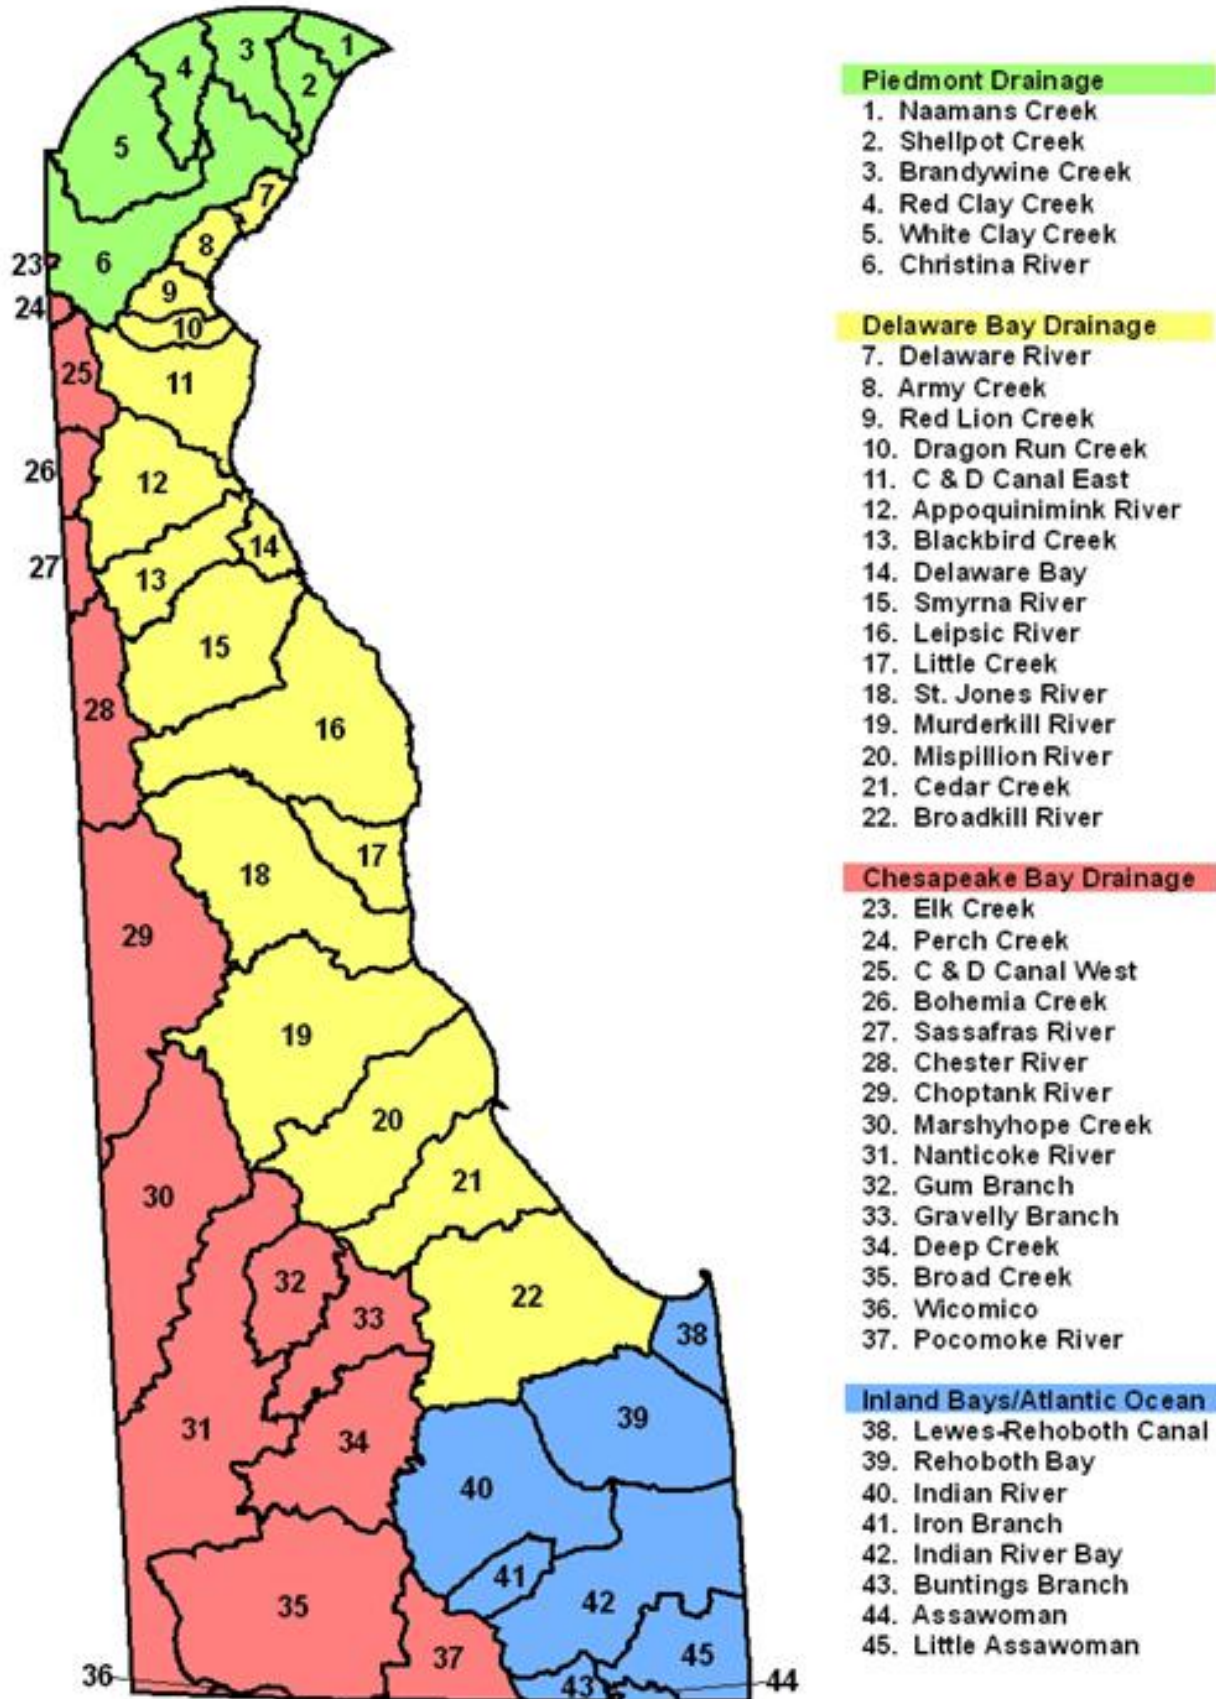 1
3
4
2
5
7
8
6
23
9
24
10
25
11
26
12
14
27
13
15
28
16
17
18
29
19
20
30
21
32
22
33
38
39
31
34
40
41
42
35
45
37
36
43
44
Piedmont Drainage
1. Naamans Creek
2. Shellpot Creek
3. Brandywine Creek
4. Red Clay Creek
5. White Clay Creek
6. Christina River
Delaware Bay Drainage
7. Delaware River
8. Army Creek
9. Red Lion Creek
10. Dragon Run Creek
11. C & D Canal East
12. Appoquinimink River
13. Blackbird Creek
14. Delaware Bay
15. Smyrna River
16. Leipsic River
17. Little Creek
18. St. Jones River
19. Murderkill River
20. Mispillion River
21. Cedar Creek
22. Broadkill River
Chesapeake Bay Drainage
23. Elk Creek
24. Perch Creek
25. C & D Canal West
26. Bohemia Creek
27. Sassafras River
28. Chester River
29. Choptank River
30. Marshyhope Creek
31. Nanticoke River
32. Gum Branch
33. Gravelly Branch
34. Deep Creek
35. Broad Creek
36. Wicomico
37. Pocomoke River
Inland Bays/Atlantic Ocean
38. Lewes-Rehoboth Canal
39. Rehoboth Bay
40. Indian River
41. Iron Branch
42. Indian River Bay
43. Buntings Branch
44. Assawoman
45. Little Assawoman